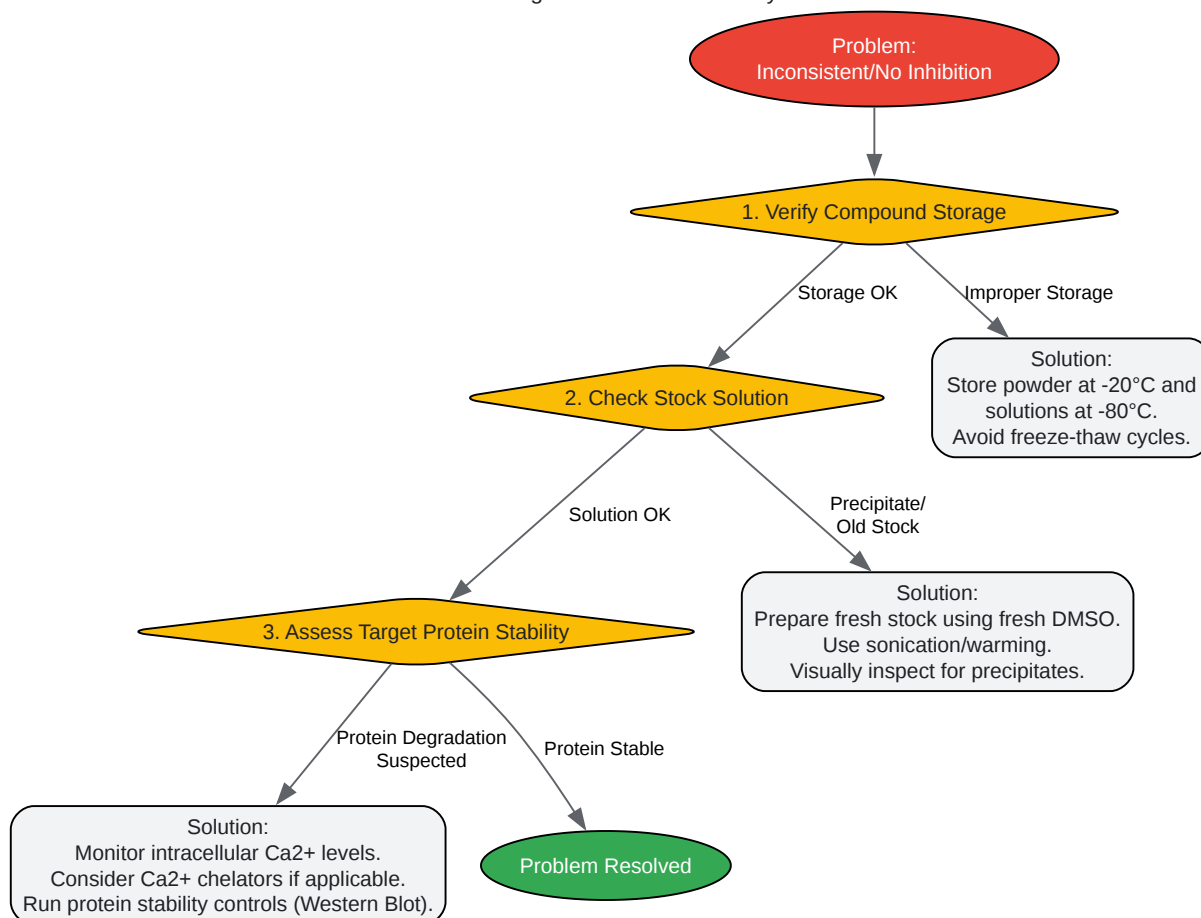 Problem:
Inconsistent/No Inhibition
1. Verify Compound Storage
Storage OK
Improper Storage
Solution:
Store powder at -20°C and
solutions at -80°C.
Avoid freeze-thaw cycles.
2. Check Stock Solution
Solution OK
Precipitate/
Old Stock
Solution:
Prepare fresh stock using fresh DMSO.
Use sonication/warming.
Visually inspect for precipitates.
3. Assess Target Protein Stability
Protein Degradation
Suspected
Protein Stable
Solution:
Monitor intracellular Ca2+ levels.
Consider Ca2+ chelators if applicable.
Run protein stability controls (Western Blot).
Problem Resolved